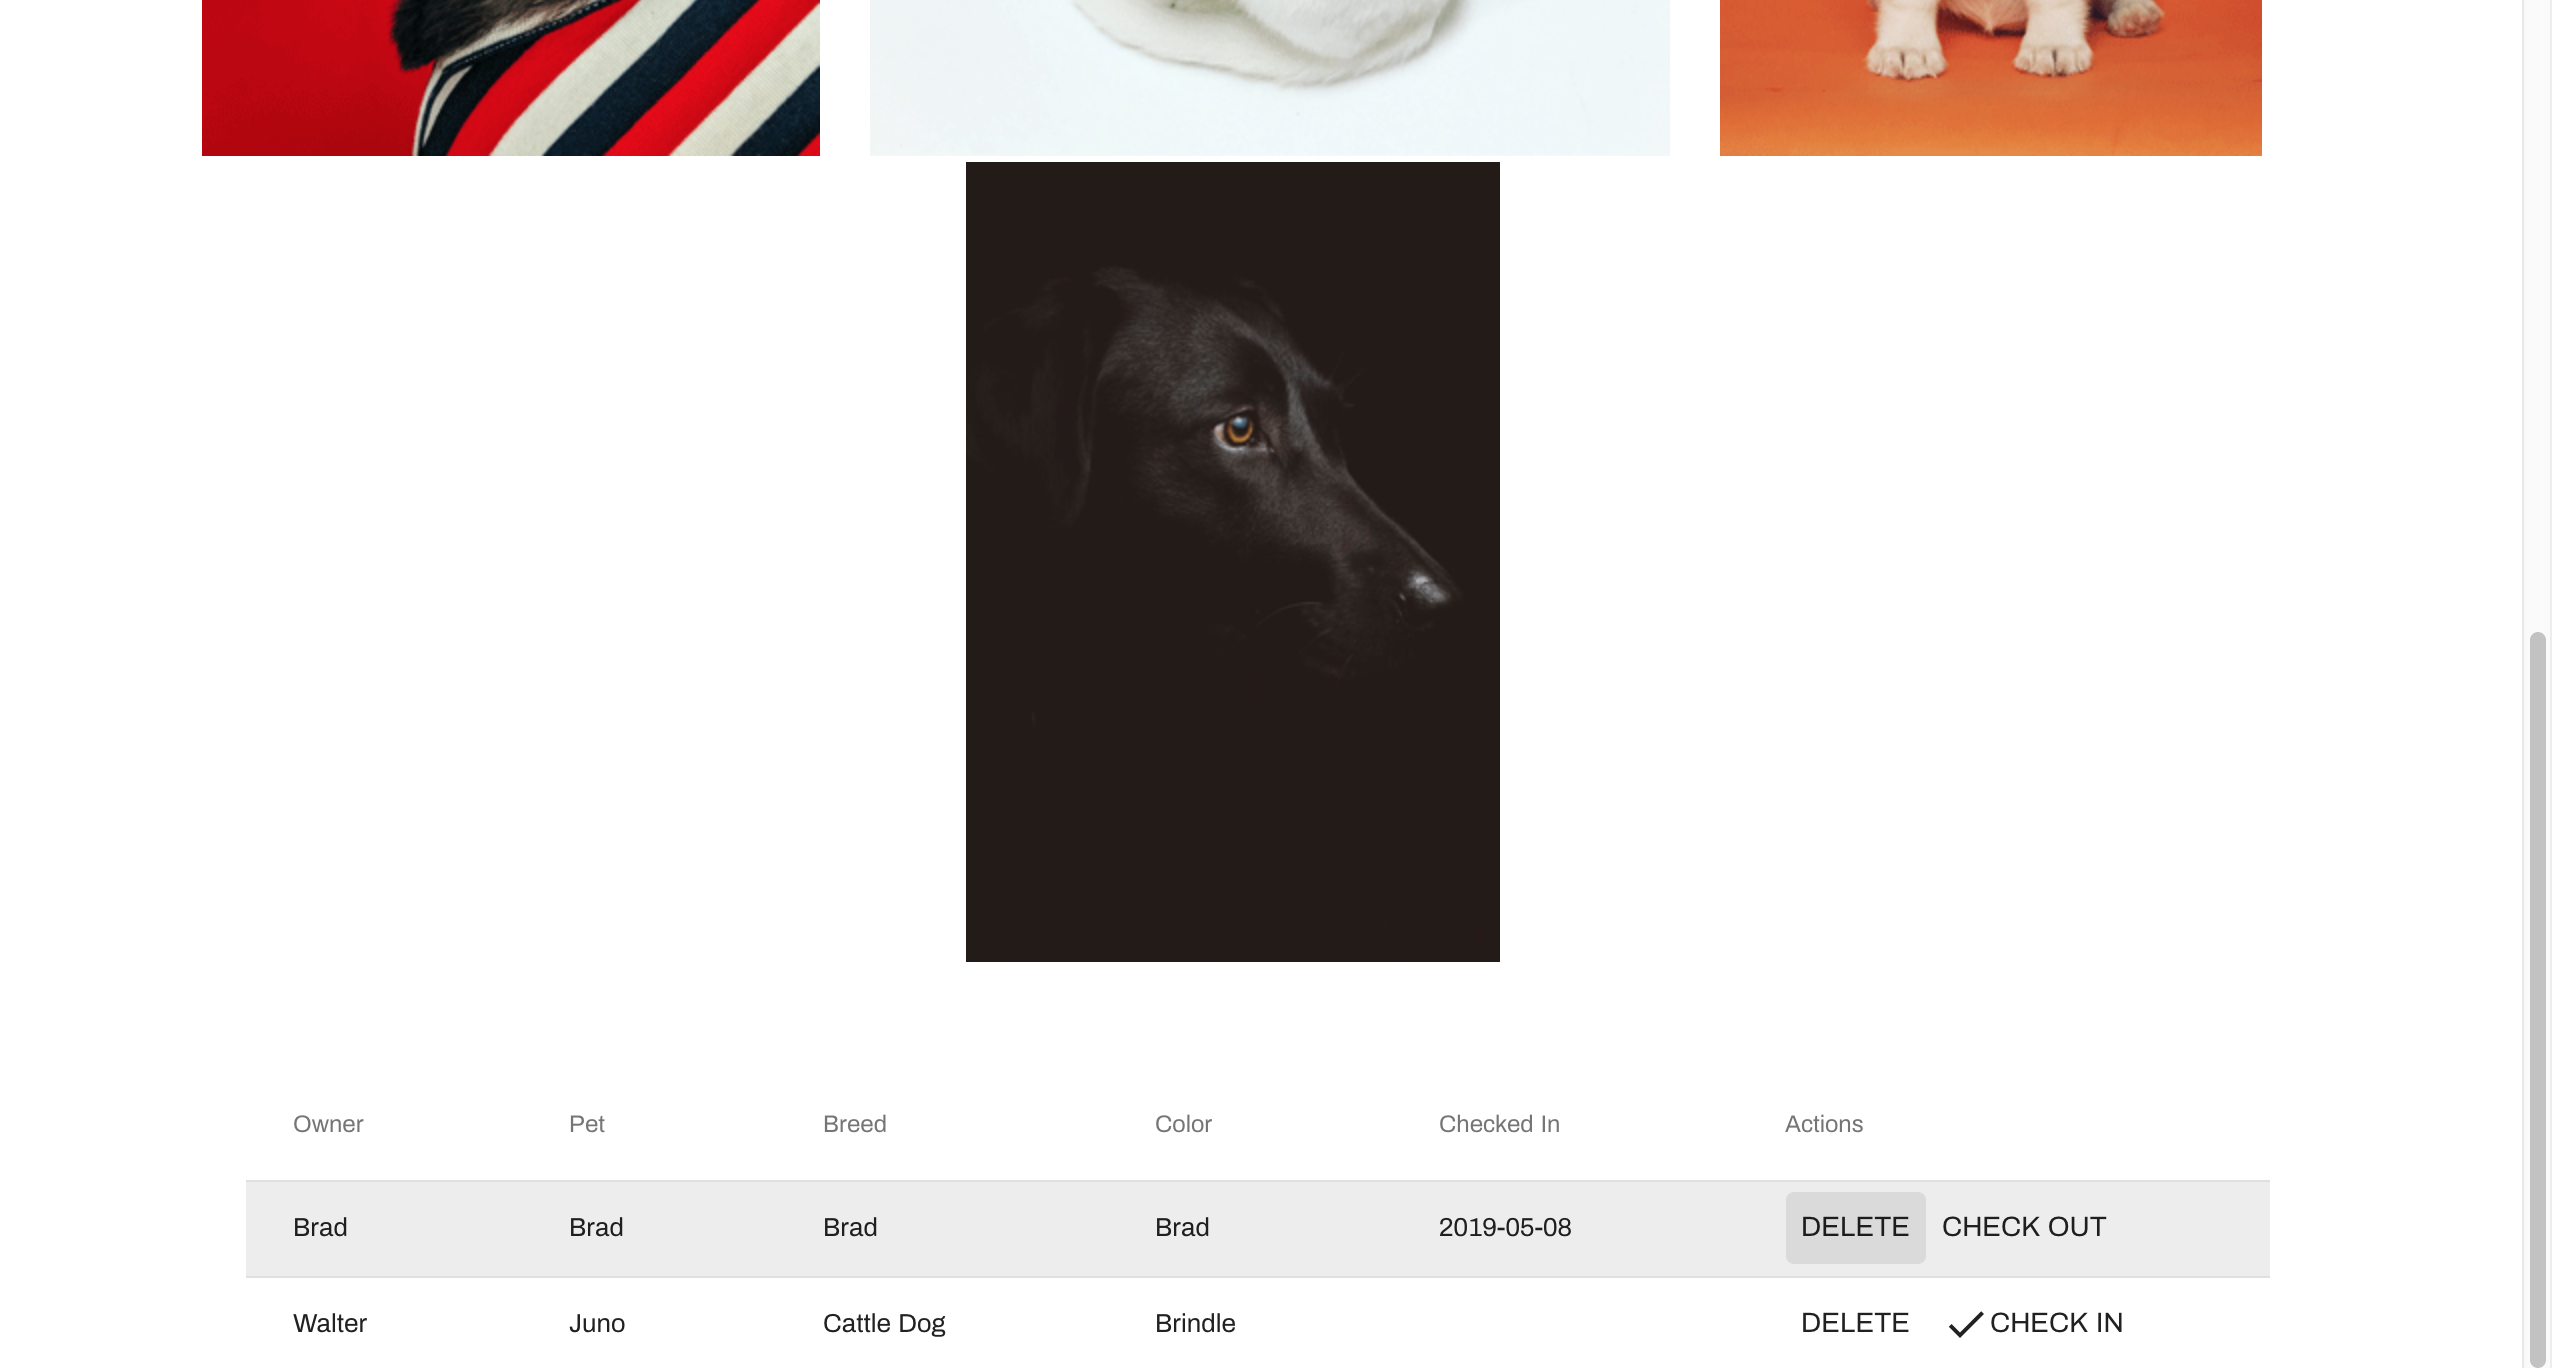 Owner Pet Breed Color Checked In Actions
Brad Brad Brad Brad 2019-05-08 DELETE CHECK OUT
Walter Juno Cattle Dog Brindle DELETE CHECK IN